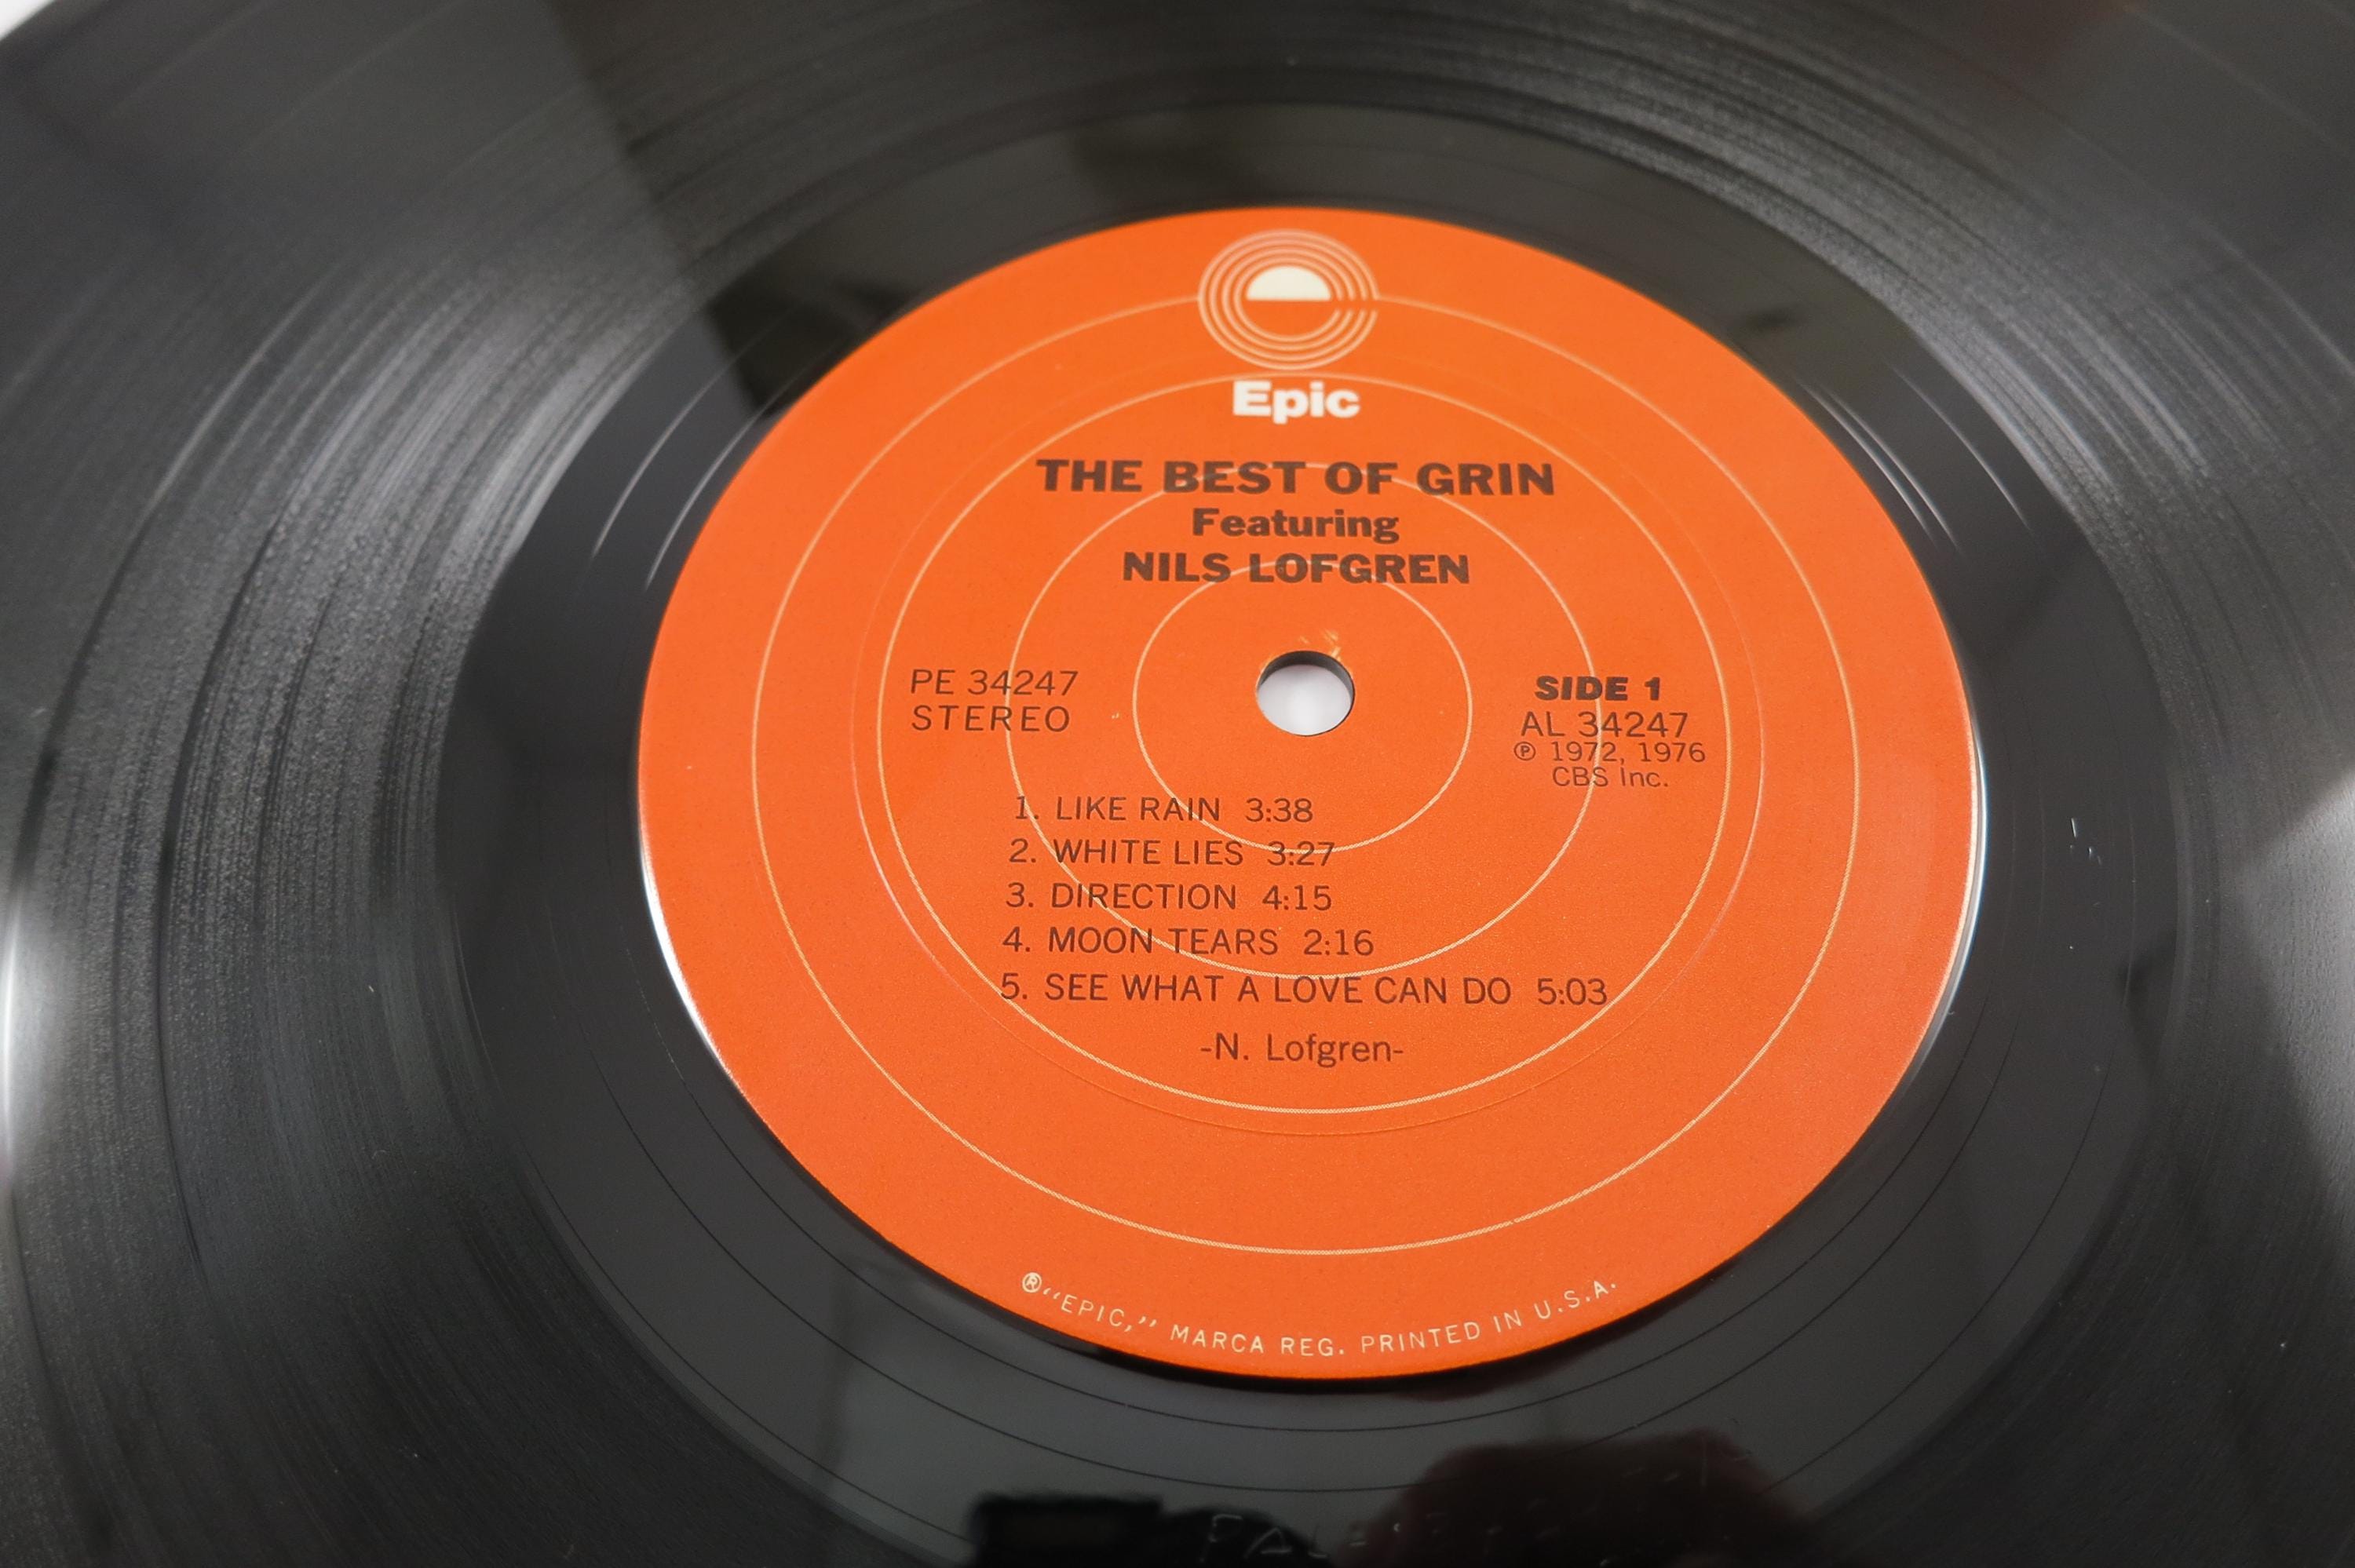 Epic
THE BEST OF GRIN
Featuring
NILS LOFGREN
PE 34247
STEREO
SIDE 1
AL 34247
℗ 1972, 1976
CBS Inc.
1. LIKE RAIN 3:38
2. WHITE LIES 3:27
3. DIRECTION 4:15
4. MOON TEARS 2:16
5. SEE WHAT A LOVE CAN DO 5:03
-N. Lofgren-
®“EPIC,” MARCA REG. PRINTED IN U.S.A.